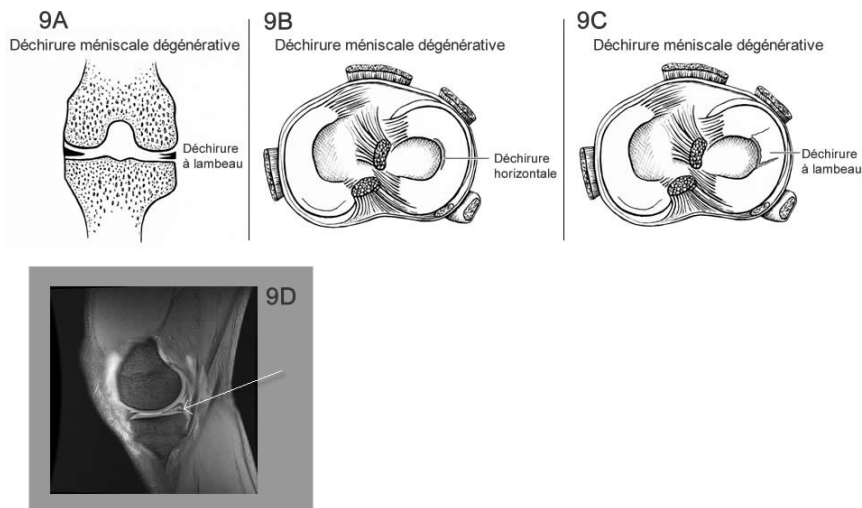 9A
Déchirure méniscale dégénérative
Déchirure
à lambeau
9B
Déchirure méniscale dégénérative
Déchirure
horizontale
9C
Déchirure méniscale dégénérative
Déchirure
à lambeau
9D